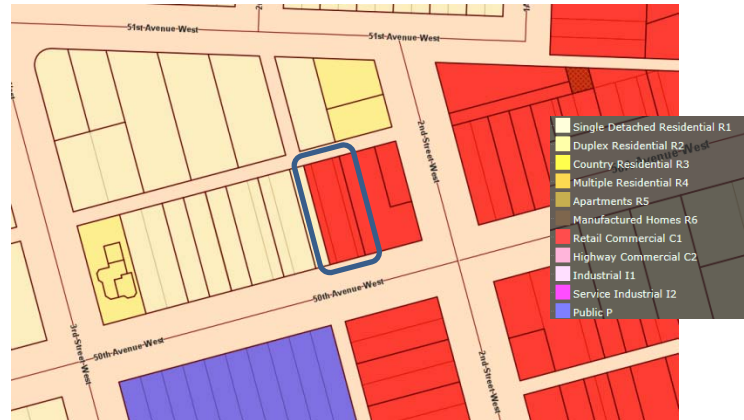 51st Avenue West
51st Avenue West
2nd Street West
Single Detached Residential R1
Duplex Residential R2
Country Residential R3
Multiple Residential R4
Apartments R5
Manufactured Homes R6
Retail Commercial C1
Highway Commercial C2
Industrial I1
Service Industrial I2
Public P
Avenue West
50th Avenue West
3rd Street West
50th Avenue West
2nd Street West